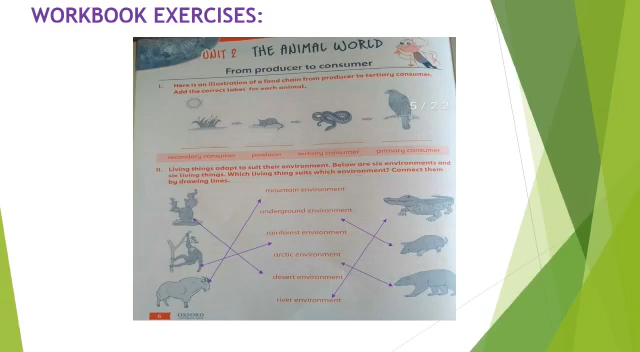 WORKBOOK EXERCISES:
UNIT 2 THE ANIMAL WORLD
From producer to consumer
I. Here is an illustration of a food chain from producer to tertiary consumer.
Add the correct label for each animal.
5 / 22
secondary consumer producer tertiary consumer primary consumer
II. Living things adapt to suit their environment. Below are six environments and
six living things. Which living thing suits which environment? Connect them
by drawing lines.
mountain environment
underground environment
rainforest environment
arctic environment
desert environment
river environment
6 OXFORD